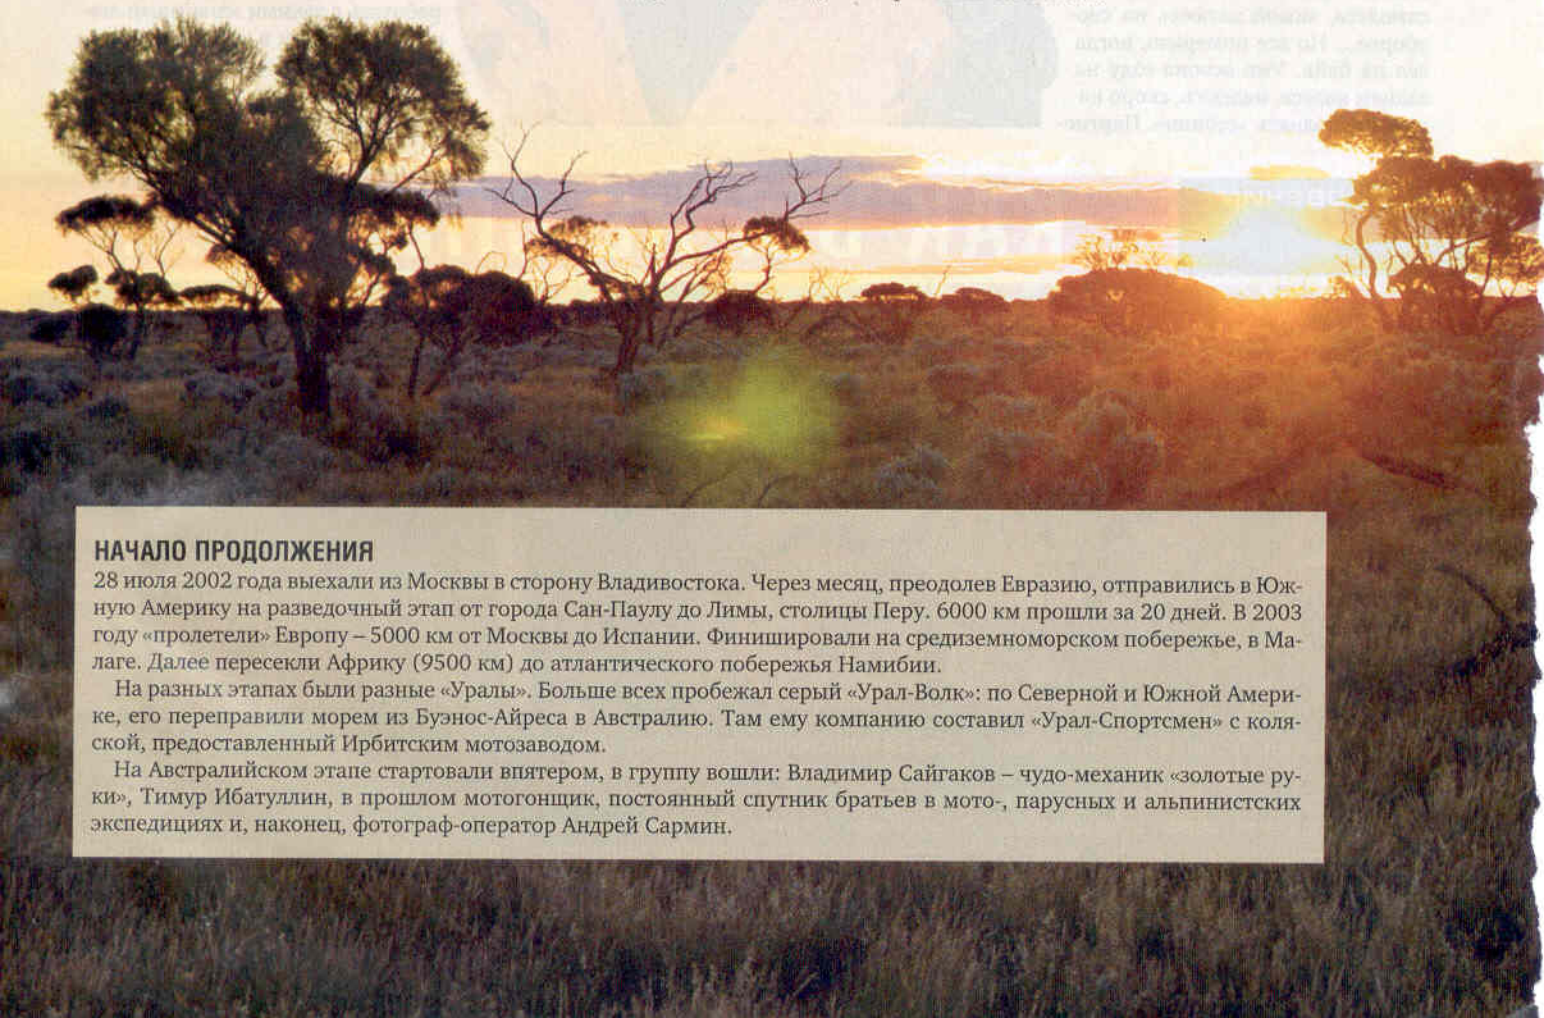 НАЧАЛО ПРОДОЛЖЕНИЯ
28 июля 2002 года выехали из Москвы в сторону Владивостока. Через месяц, преодолев Евразию, отправились в Юж-
ную Америку на разведочный этап от города Сан-Паулу до Лимы, столицы Перу. 6000 км прошли за 20 дней. В 2003
году «пролетели» Европу – 5000 км от Москвы до Испании. Финишировали на средиземноморском побережье, в Ма-
лаге. Далее пересекли Африку (9500 км) до атлантического побережья Намибии.
На разных этапах были разные «Уралы». Больше всех пробежал серый «Урал-Волк»: по Северной и Южной Амери-
ке, его переправили морем из Буэнос-Айреса в Австралию. Там ему компанию составил «Урал-Спортсмен» с коля-
ской, предоставленный Ирбитским мотозаводом.
На Австралийском этапе стартовали впятером, в группу вошли: Владимир Сайгаков – чудо-механик «золотые ру-
ки», Тимур Ибатуллин, в прошлом мотогонщик, постоянный спутник братьев в мото-, парусных и альпинистских
экспедициях и, наконец, фотограф-оператор Андрей Сармин.